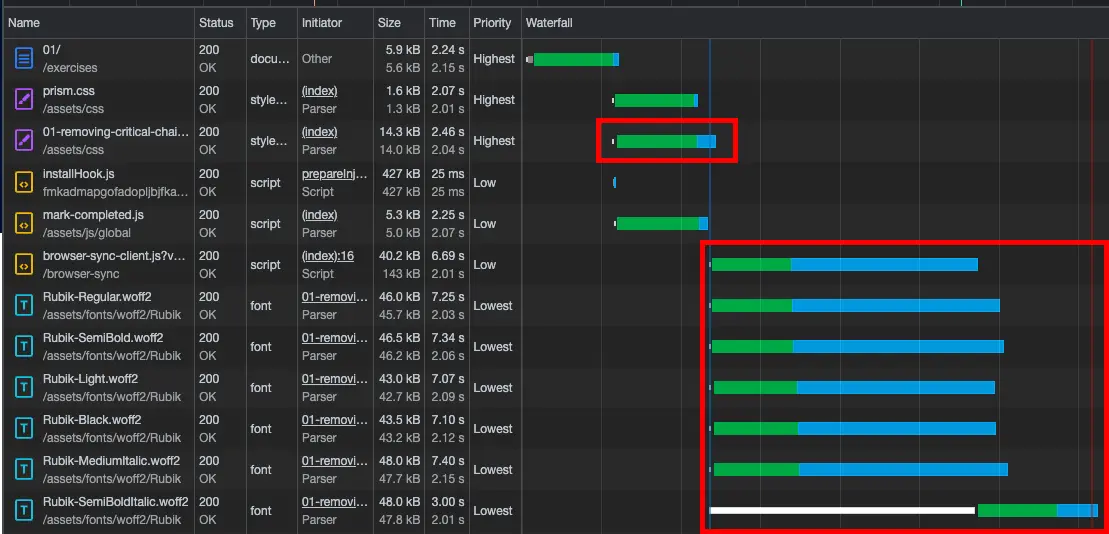 Name Status Type Initiator Size Time Priority Waterfall
01/ 200 docu... Other 5.9 kB 2.24 s Highest
/exercises OK 5.6 kB 2.15 s
prism.css 200 style... (index) 1.6 kB 2.07 s Highest
/assets/css OK Parser 1.3 kB 2.01 s
01-removing-critical-chai... 200 style... (index) 14.3 kB 2.46 s Highest
/assets/css OK Parser 14.0 kB 2.04 s
installHook.js 200 script prepareInj... 427 kB 25 ms Low
fmkadmapgofadopljbjfka... OK Script 427 kB 25 ms
mark-completed.js 200 script (index) 5.3 kB 2.25 s Low
/assets/js/global OK Parser 5.0 kB 2.07 s
browser-sync-client.js?v... 200 script (index):16 40.2 kB 6.69 s Low
/browser-sync OK Script 143 kB 2.01 s
Rubik-Regular.woff2 200 font 01-removi... 46.0 kB 7.25 s Lowest
/assets/fonts/woff2/Rubik OK Parser 45.7 kB 2.03 s
Rubik-SemiBold.woff2 200 font 01-removi... 46.5 kB 7.34 s Lowest
/assets/fonts/woff2/Rubik OK Parser 46.2 kB 2.06 s
Rubik-Light.woff2 200 font 01-removi... 43.0 kB 7.07 s Lowest
/assets/fonts/woff2/Rubik OK Parser 42.7 kB 2.09 s
Rubik-Black.woff2 200 font 01-removi... 43.5 kB 7.10 s Lowest
/assets/fonts/woff2/Rubik OK Parser 43.2 kB 2.12 s
Rubik-MediumItalic.woff2 200 font 01-removi... 48.0 kB 7.40 s Lowest
/assets/fonts/woff2/Rubik OK Parser 47.7 kB 2.15 s
Rubik-SemiBoldItalic.woff2 200 font 01-removi... 48.0 kB 3.00 s Lowest
/assets/fonts/woff2/Rubik OK Parser 47.8 kB 2.01 s